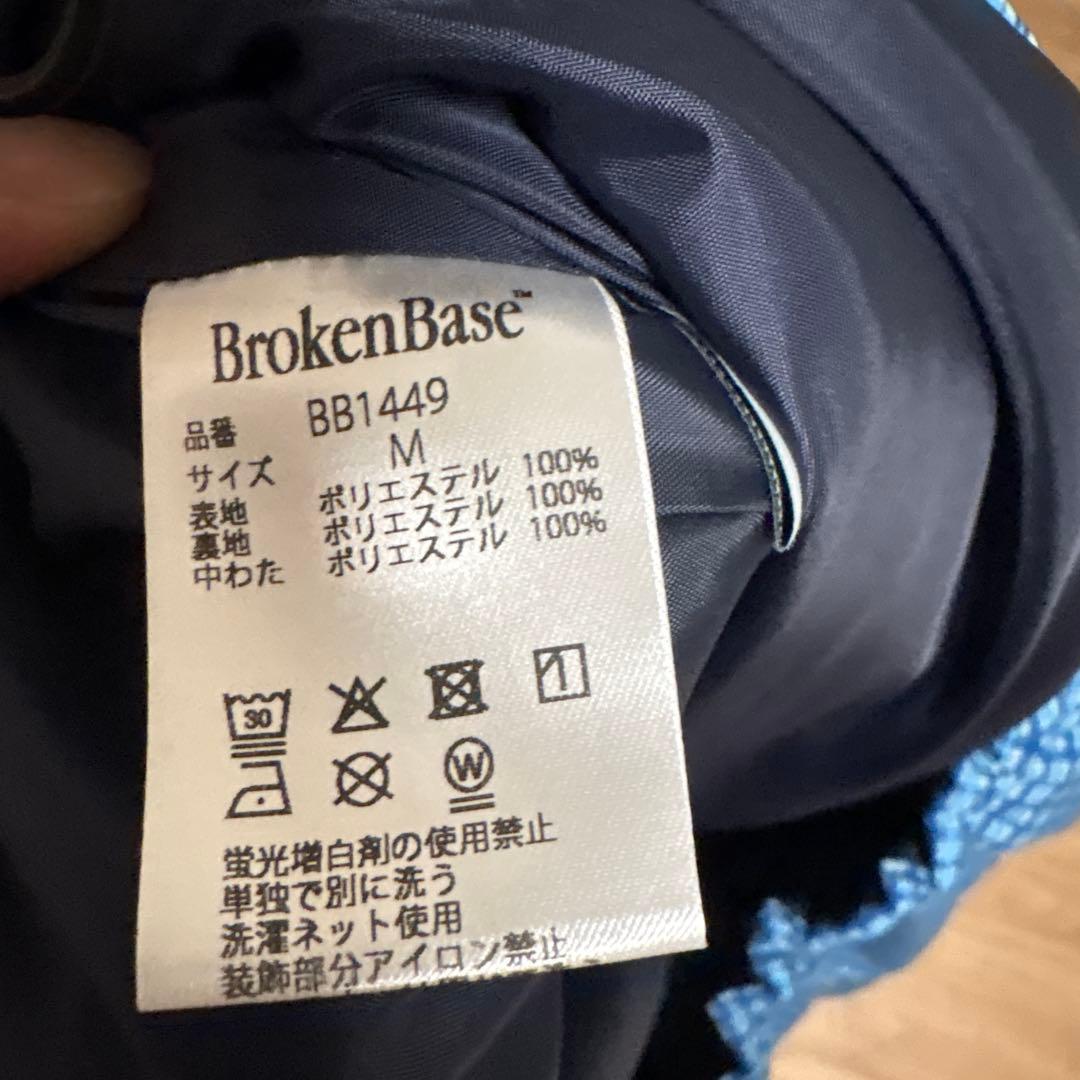 BrokenBase™
品番 BB1449
サイズ M
表地 ポリエステル 100%
裏地 ポリエステル 100%
中わた ポリエステル 100%
30
W
蛍光増白剤の使用禁止
単独で別に洗う
洗濯ネット使用
装飾部分アイロン禁止